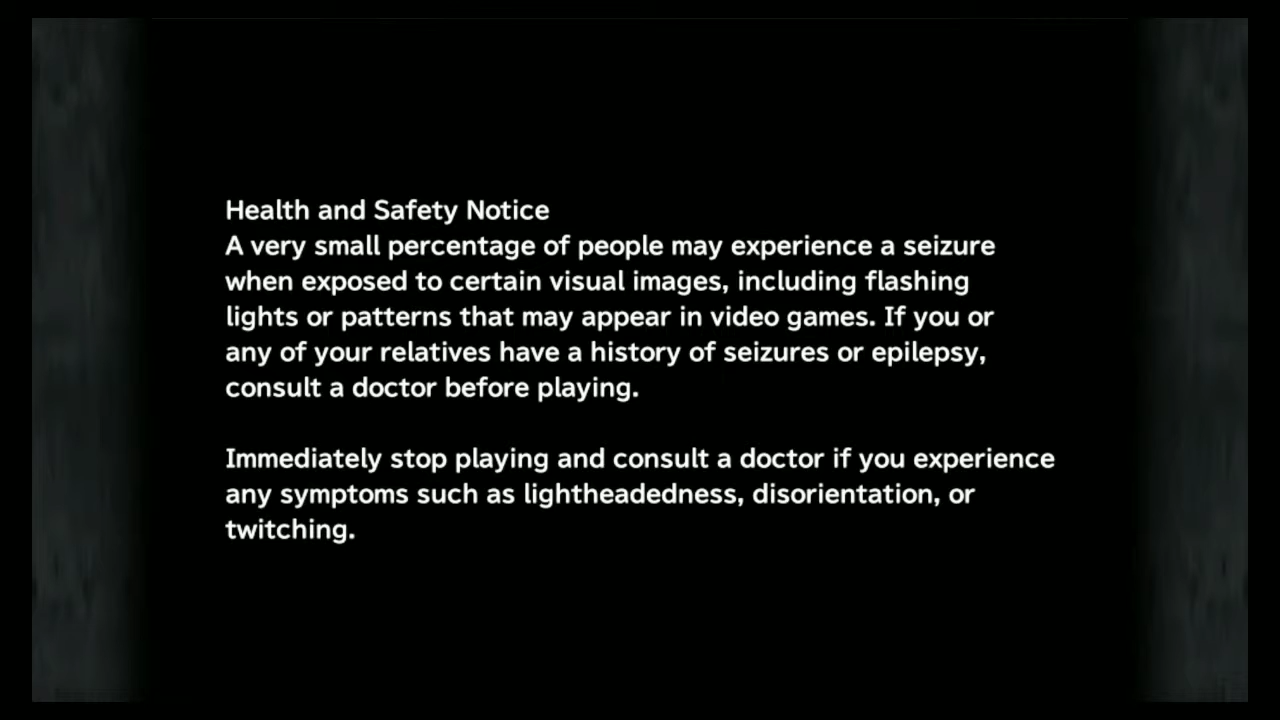 Health and Safety Notice
A very small percentage of people may experience a seizure
when exposed to certain visual images, including flashing
lights or patterns that may appear in video games. If you or
any of your relatives have a history of seizures or epilepsy,
consult a doctor before playing.
Immediately stop playing and consult a doctor if you experience
any symptoms such as lightheadedness, disorientation, or
twitching.